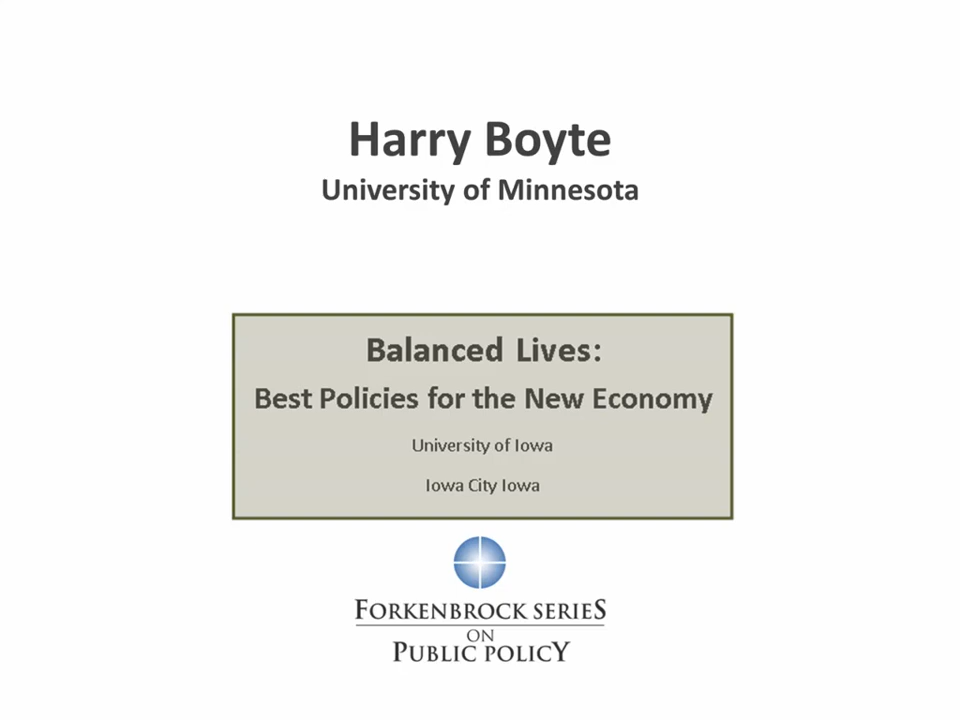 Harry Boyte
University of Minnesota
Balanced Lives:
Best Policies for the New Economy
University of Iowa
Iowa City Iowa
FORKENBROCK SERIES
ON
PUBLIC POLICY